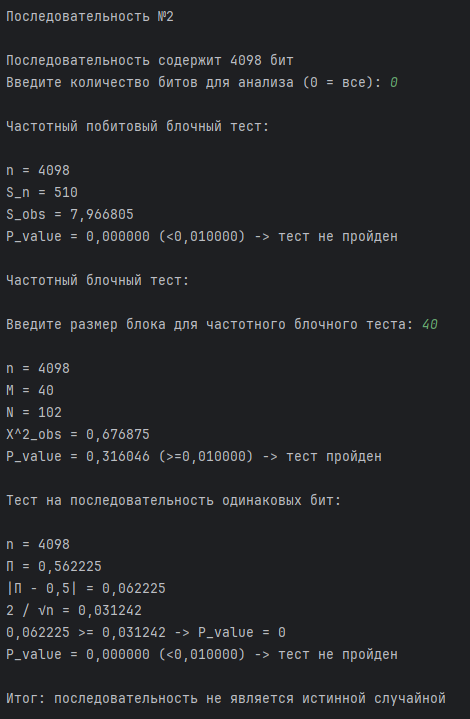 Последовательность №2
Последовательность содержит 4098 бит
Введите количество битов для анализа (0 = все): 0
Частотный побитовый блочный тест:
n = 4098
S_n = 510
S_obs = 7,966805
P_value = 0,000000 (<0,010000) -> тест не пройден
Частотный блочный тест:
Введите размер блока для частотного блочного теста: 40
n = 4098
M = 40
N = 102
X^2_obs = 0,676875
P_value = 0,316046 (>=0,010000) -> тест пройден
Тест на последовательность одинаковых бит:
n = 4098
П = 0,562225
|П - 0,5| = 0,062225
2 / √n = 0,031242
0,062225 >= 0,031242 -> P_value = 0
P_value = 0,000000 (<0,010000) -> тест не пройден
Итог: последовательность не является истинной случайной